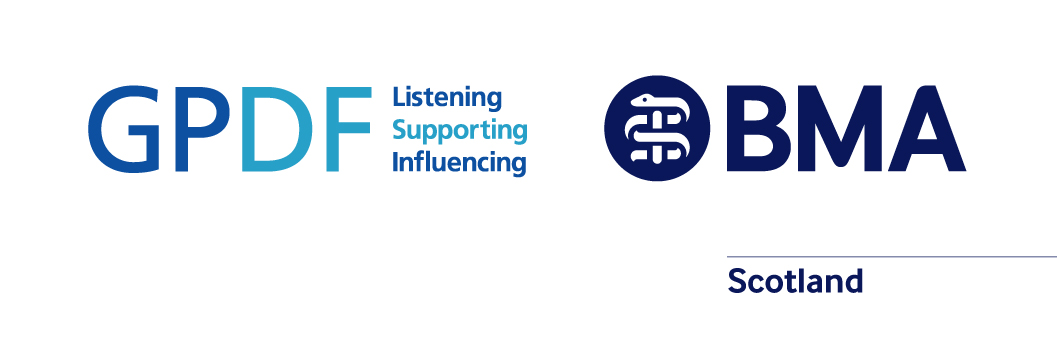 GPDF
Listening
Supporting
Influencing
BMA
Scotland